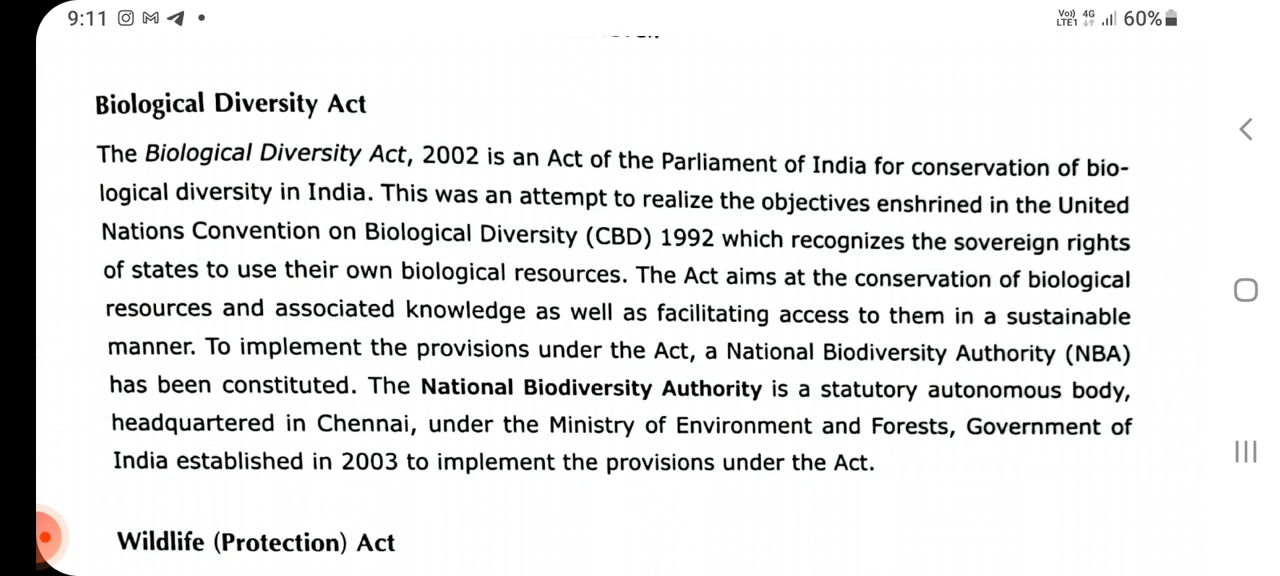 9:11
Vo)) 4G
LTE1 60%
Biological Diversity Act
The Biological Diversity Act, 2002 is an Act of the Parliament of India for conservation of bio-
logical diversity in India. This was an attempt to realize the objectives enshrined in the United
Nations Convention on Biological Diversity (CBD) 1992 which recognizes the sovereign rights
of states to use their own biological resources. The Act aims at the conservation of biological
resources and associated knowledge as well as facilitating access to them in a sustainable
manner. To implement the provisions under the Act, a National Biodiversity Authority (NBA)
has been constituted. The National Biodiversity Authority is a statutory autonomous body,
headquartered in Chennai, under the Ministry of Environment and Forests, Government of
India established in 2003 to implement the provisions under the Act.
Wildlife (Protection) Act